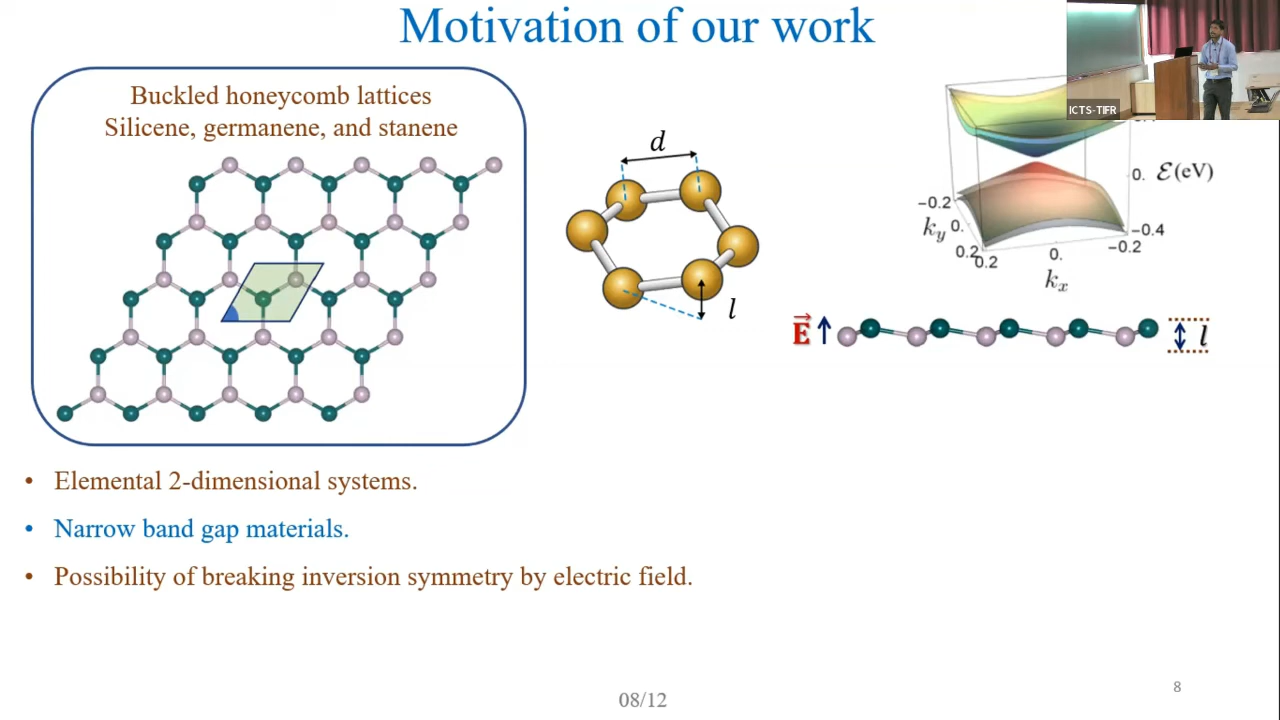 Motivation of our work
Buckled honeycomb lattices
Silicene, germanene, and stanene
d
l
ICTS-TIFR
0. ℰ(eV)
−0.4
−0.2
k_y 0.
0.2
0.2
0.
−0.2
k_x
E⃗
l
• Elemental 2-dimensional systems.
• Narrow band gap materials.
• Possibility of breaking inversion symmetry by electric field.
08/12
8